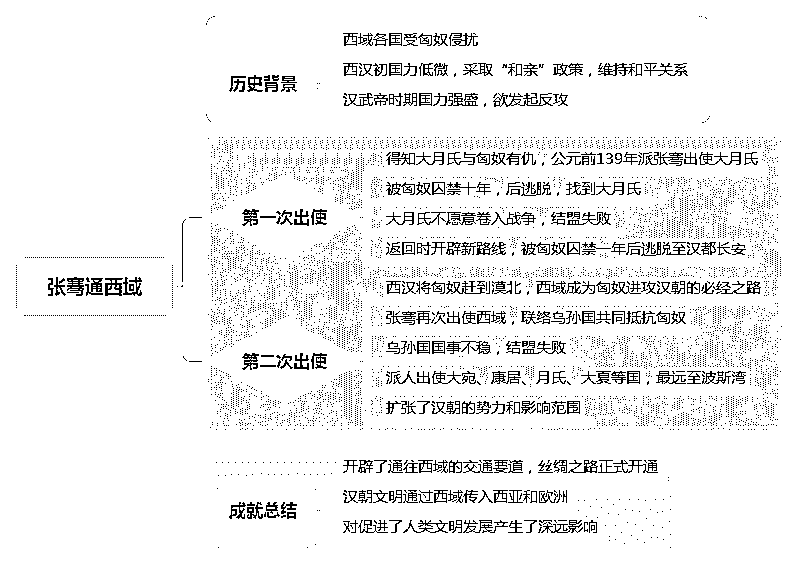 西域各国受匈奴侵扰
历史背景
西汉初国力低微，采取“和亲”政策，维持和平关系
汉武帝时期国力强盛，欲发起反攻
得知大月氏与匈奴有仇，公元前139年派张骞出使大月氏
被匈奴囚禁十年，后逃脱，找到大月氏
第一次出使
大月氏不愿意卷入战争，结盟失败
返回时开辟新路线，被匈奴囚禁一年后逃脱至汉都长安
张骞通西域
西汉将匈奴赶到漠北，西域成为匈奴进攻汉朝的必经之路
张骞再次出使西域，联络乌孙国共同抵抗匈奴
第二次出使
乌孙国国事不稳，结盟失败
派人出使大宛、康居、月氏、大夏等国，最远至波斯湾
扩张了汉朝的势力和影响范围
开辟了通往西域的交通要道，丝绸之路正式开通
成就总结
汉朝文明通过西域传入西亚和欧洲
对促进了人类文明发展产生了深远影响